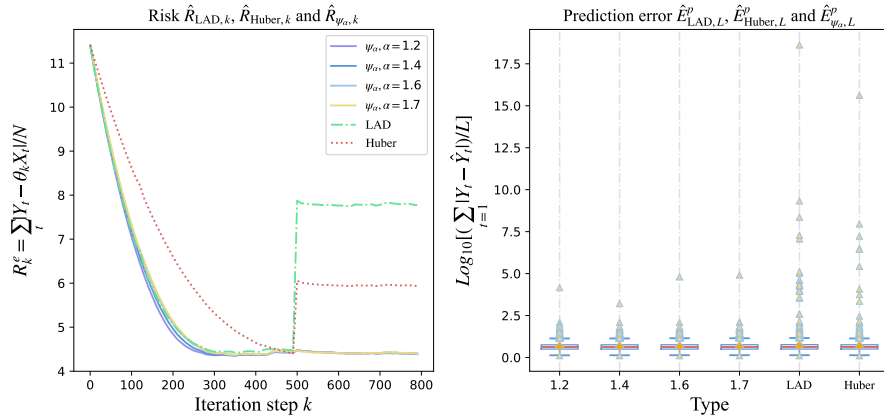 Risk R̂_LAD, k, R̂_Huber, k and R̂_ψα, k
11
10
9
8
7
6
5
4
R_k^e = ∑_t |Y_t − θ_k X_t|/N
0 100 200 300 400 500 600 700 800
Iteration step k
ψα, α = 1.2
ψα, α = 1.4
ψα, α = 1.6
ψα, α = 1.7
LAD
Huber
Prediction error Ê^p_LAD, L, Ê^p_Huber, L and Ê^p_ψα, L
17.5
15.0
12.5
10.0
7.5
5.0
2.5
0.0
Log₁₀[( ∑_{t=1} |Y_t − Ŷ_t|)/L]
1.2 1.4 1.6 1.7 LAD Huber
Type